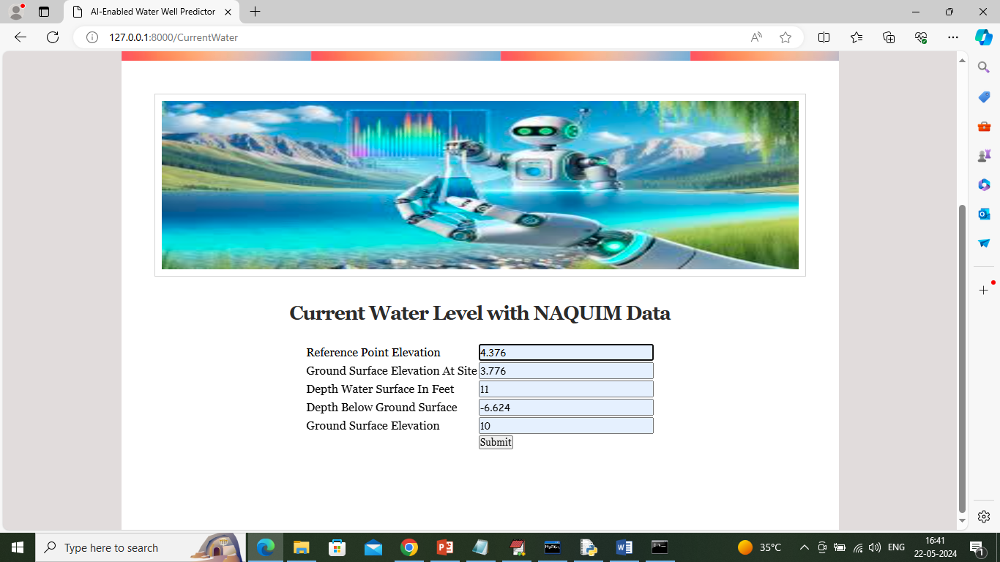 AI-Enabled Water Well Predictor
127.0.0.1:8000/CurrentWater
Current Water Level with NAQUIM Data
Reference Point Elevation 4.376
Ground Surface Elevation At Site 3.776
Depth Water Surface In Feet 11
Depth Below Ground Surface -6.624
Ground Surface Elevation 10
Submit
Type here to search
35°C
ENG
16:41
22-05-2024
1